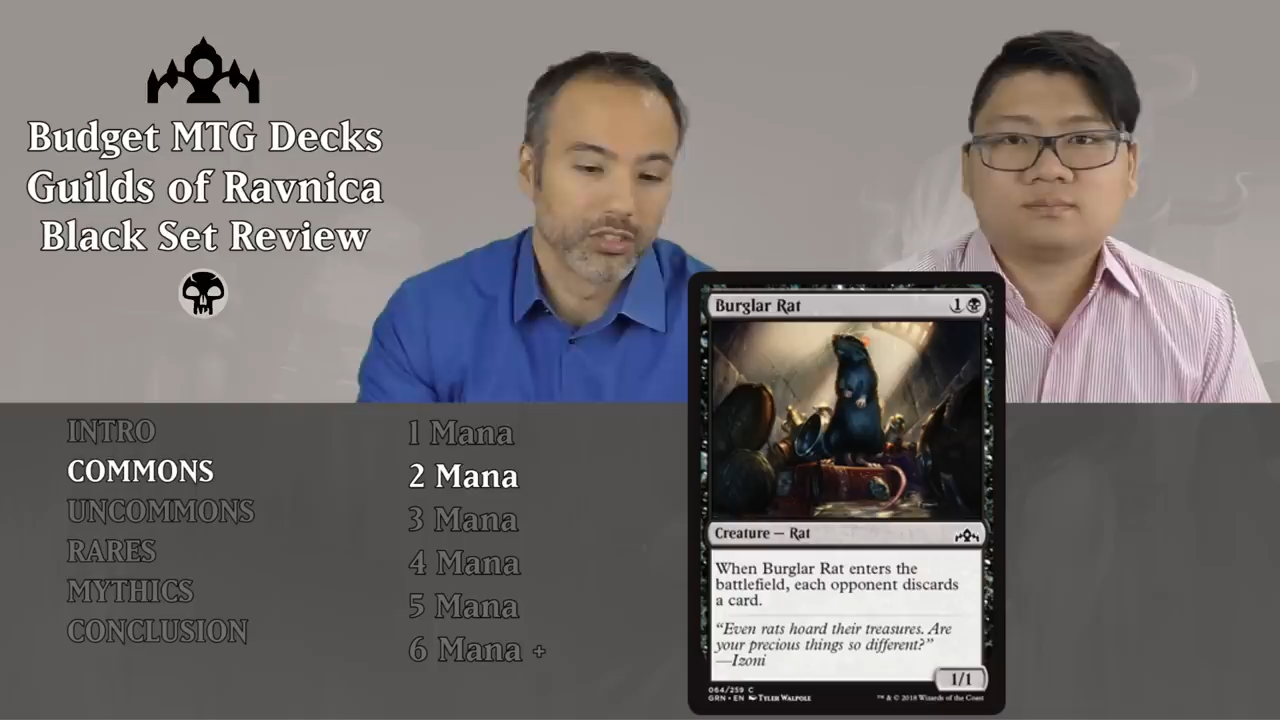 Budget MTG Decks
Guilds of Ravnica
Black Set Review
INTRO
COMMONS
UNCOMMONS
RARES
MYTHICS
CONCLUSION
1 Mana
2 Mana
3 Mana
4 Mana
5 Mana
6 Mana +
Burglar Rat
1
Creature — Rat
When Burglar Rat enters the
battlefield, each opponent discards
a card.
“Even rats hoard their treasures. Are
your precious things so different?”
—Izoni
1/1
064/259 C
GRN • EN Tyler Walpole
™ & © 2018 Wizards of the Coast